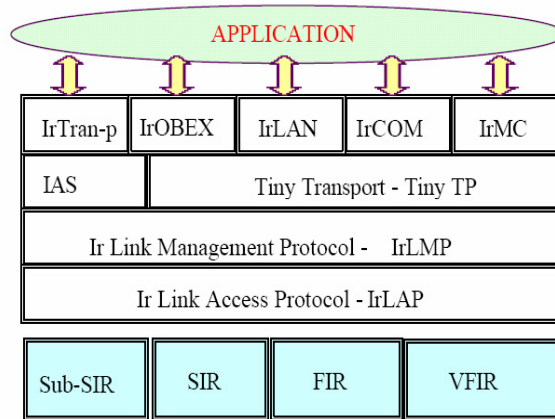 APPLICATION
IrTran-p IrOBEX IrLAN IrCOM IrMC
IAS Tiny Transport - Tiny TP
Ir Link Management Protocol - IrLMP
Ir Link Access Protocol - IrLAP
Sub-SIR SIR FIR VFIR